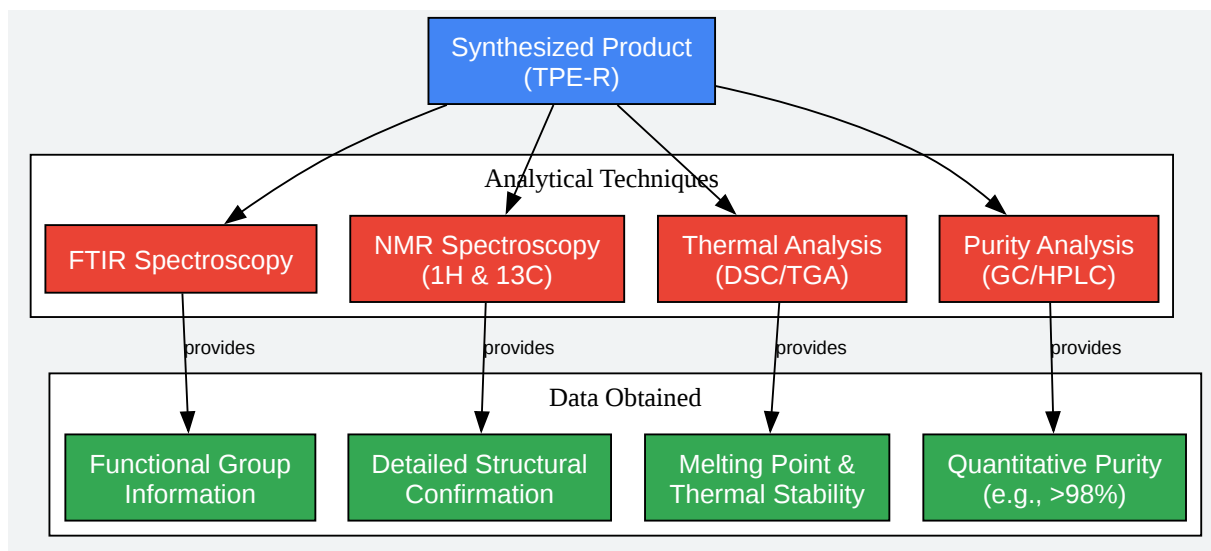 Synthesized Product
(TPE-R)
Analytical Techniques
FTIR Spectroscopy
NMR Spectroscopy
(1H & 13C)
Thermal Analysis
(DSC/TGA)
Purity Analysis
(GC/HPLC)
provides
provides
provides
provides
Data Obtained
Functional Group
Information
Detailed Structural
Confirmation
Melting Point &
Thermal Stability
Quantitative Purity
(e.g., >98%)